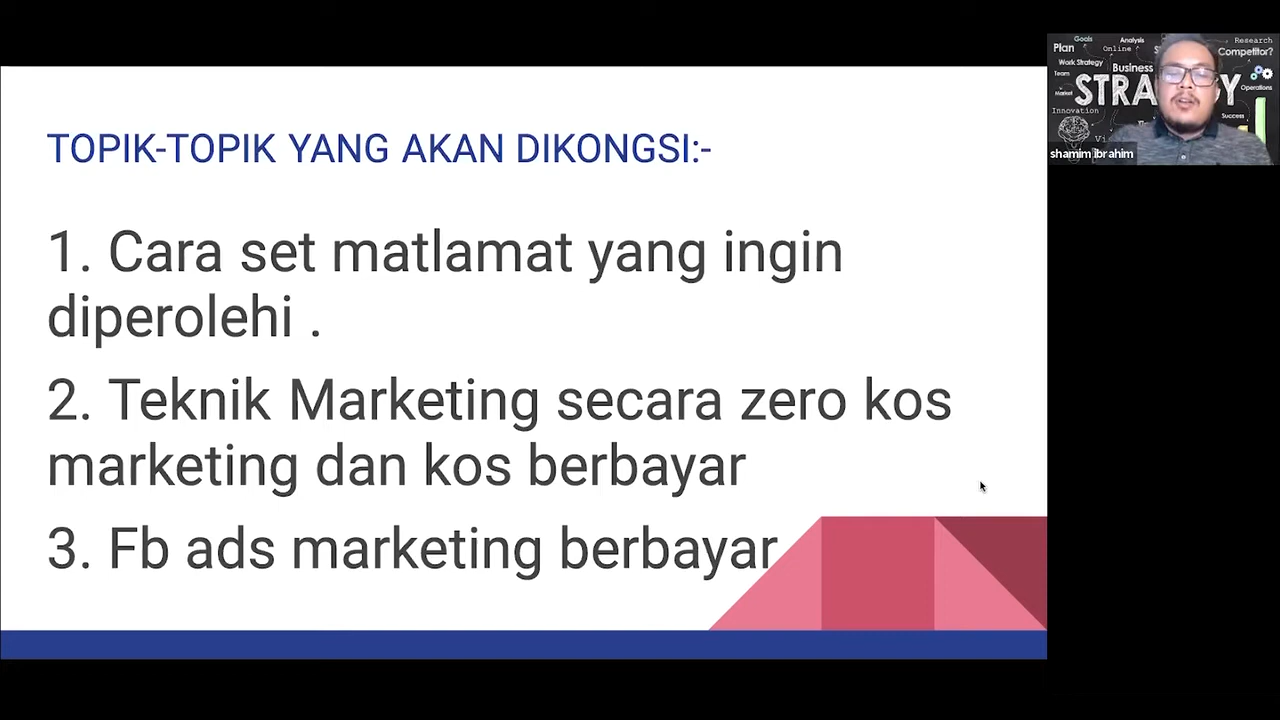 TOPIK-TOPIK YANG AKAN DIKONGSI:-
1. Cara set matlamat yang ingin
diperolehi .
2. Teknik Marketing secara zero kos
marketing dan kos berbayar
3. Fb ads marketing berbayar
Goals
Analysis
Research
Plan
Online
Competitor?
Work Strategy
Business
Team
Operations
Market
Innovation
Success
shamim ibrahim